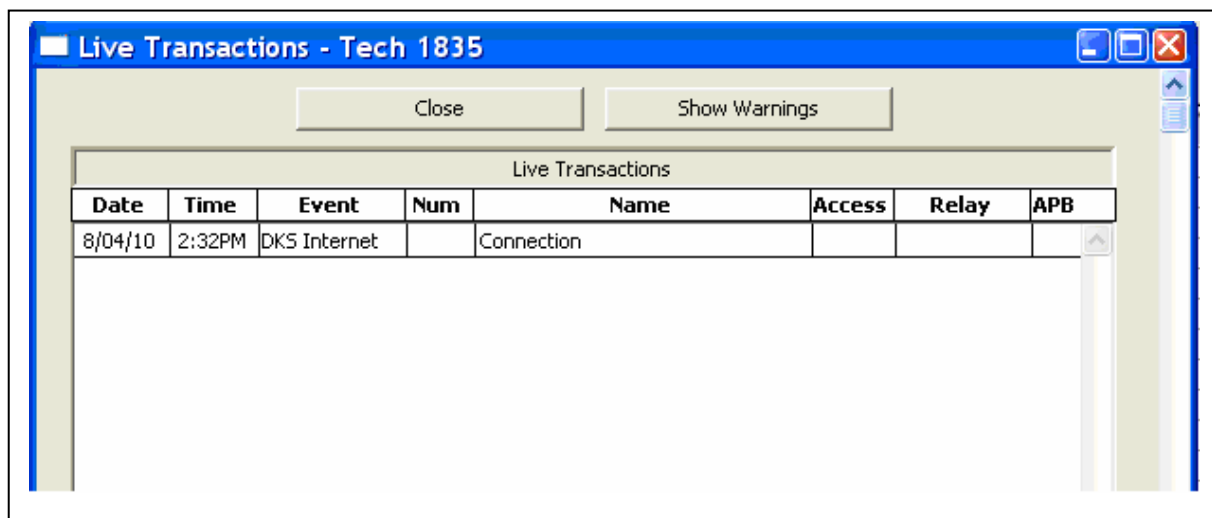 Live Transactions - Tech 1835
Close Show Warnings
Live Transactions
Date Time Event Num Name Access Relay APB
8/04/10 2:32PM DKS Internet Connection